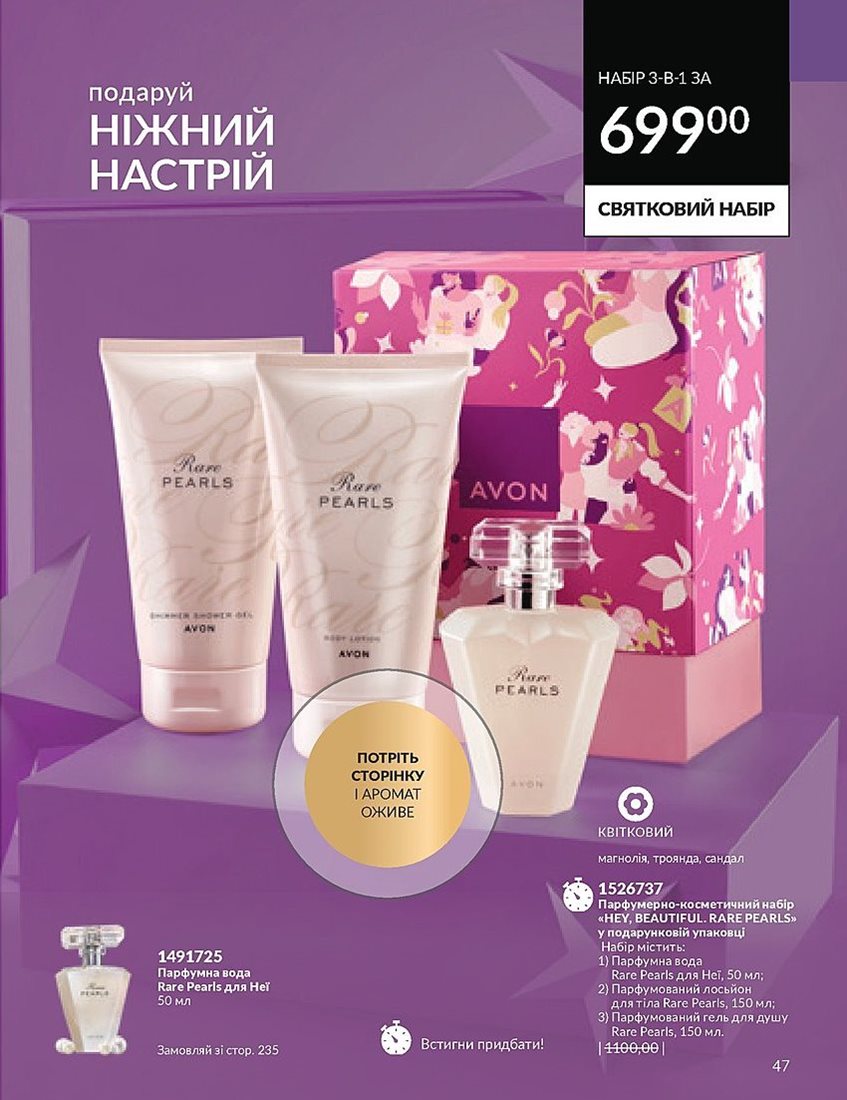 подаруй
НІЖНИЙ
НАСТРІЙ
НАБІР 3-В-1 ЗА
699⁰⁰
СВЯТКОВИЙ НАБІР
AVON
AVON
Rare
PEARLS
SHIMMER SHOWER GEL
AVON
Rare
PEARLS
BODY LOTION
AVON
Rare
PEARLS
AVON
ПОТРІТЬ
СТОРІНКУ
І АРОМАТ
ОЖИВЕ
КВІТКОВИЙ
магнолія, троянда, сандал
1526737
Парфумерно-косметичний набір
«HEY, BEAUTIFUL. RARE PEARLS»
у подарунковій упаковці
Набір містить:
1) Парфумна вода
Rare Pearls для Неї, 50 мл;
2) Парфумований лосьйон
для тіла Rare Pearls, 150 мл;
3) Парфумований гель для душу
Rare Pearls, 150 мл.
| 1100,00 |
Rare
PEARLS
1491725
Парфумна вода
Rare Pearls для Неї
50 мл
Замовляй зі стор. 235
Встигни придбати!
47